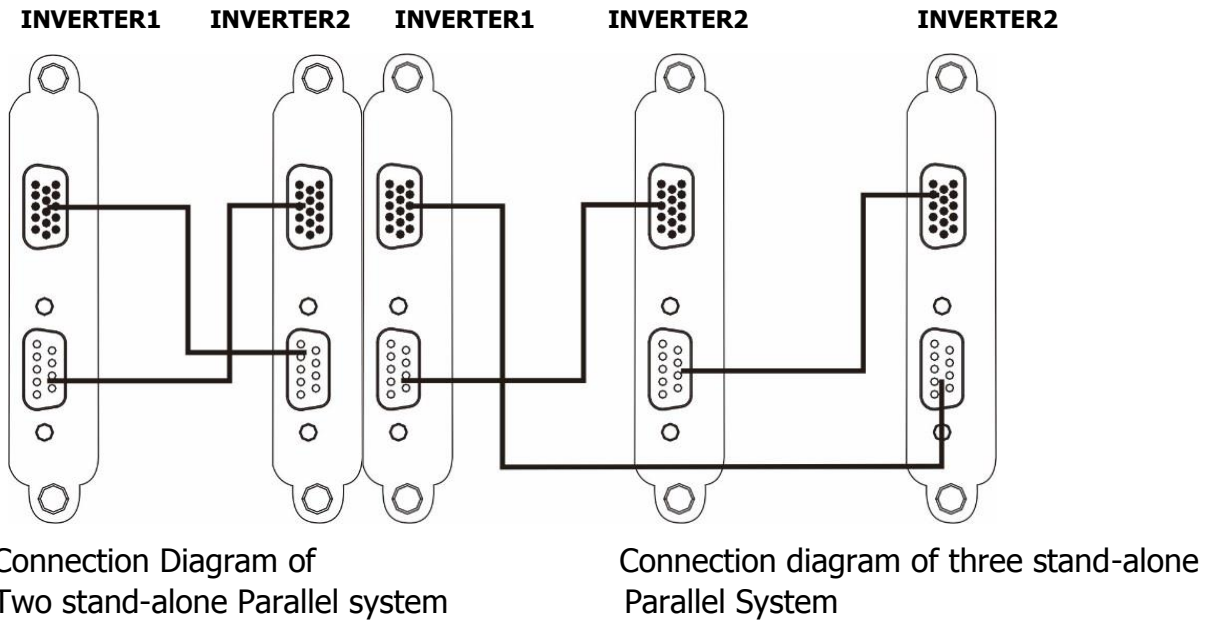 INVERTER1 INVERTER2 INVERTER1 INVERTER2 INVERTER2
Connection Diagram of
Two stand-alone Parallel system
Connection diagram of three stand-alone
Parallel System